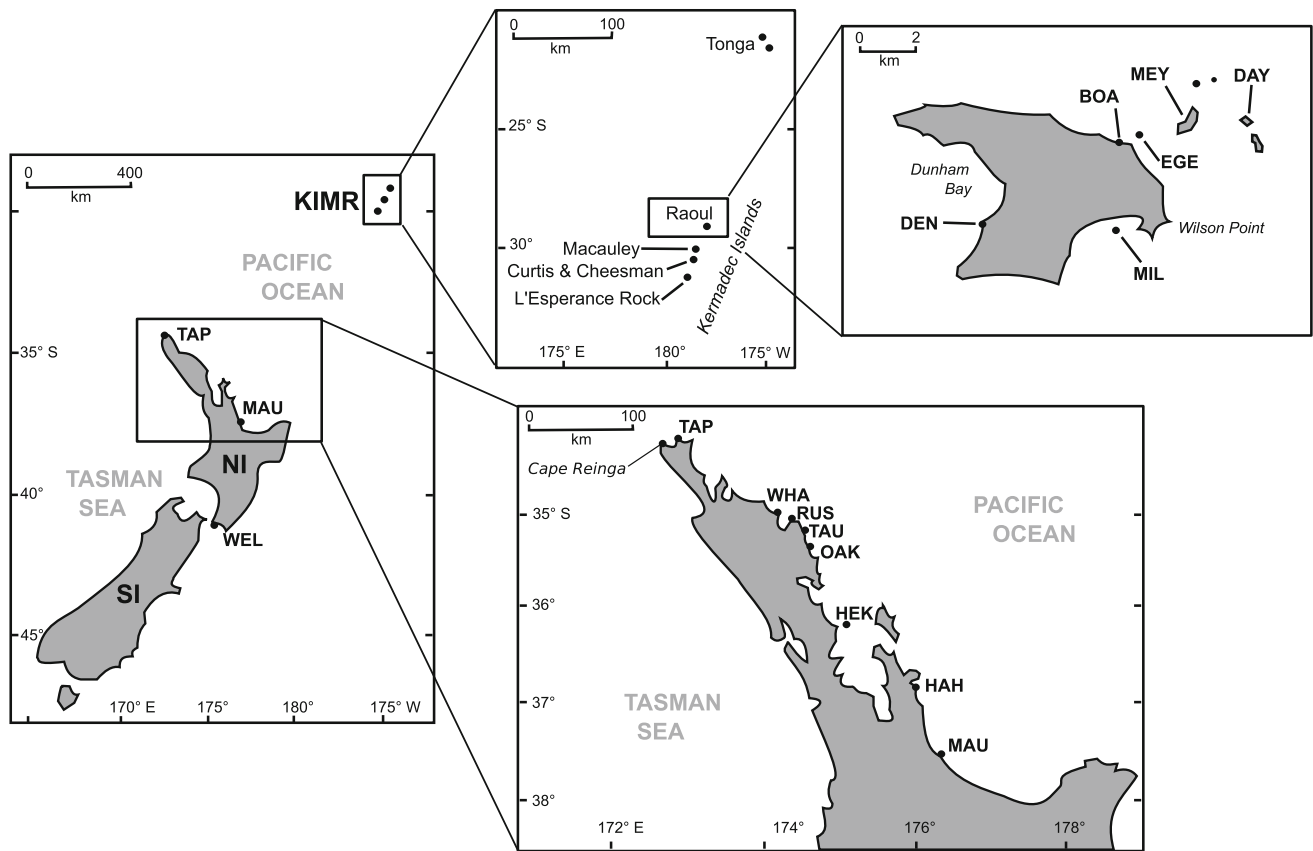 0 400
km
KIMR
PACIFIC
OCEAN
TAP
35° S
MAU
NI
TASMAN
SEA
40°
WEL
SI
45°
170° E 175° 180° 175° W
0 100
km
Tonga
25° S
Raoul
30°
Macauley
Curtis & Cheesman
L'Esperance Rock
Kermadec Islands
175° E 180° 175° W
0 2
km
MEY
DAY
BOA
EGE
Dunham
Bay
DEN
Wilson Point
MIL
0 100
km
TAP
Cape Reinga
WHA
35° S
RUS
TAU
OAK
PACIFIC
OCEAN
36°
HEK
HAH
37°
TASMAN
SEA
MAU
38°
172° E 174° 176° 178°